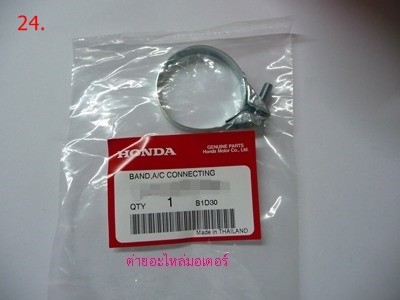 24.
HONDA
GENUINE PARTS
Honda Motor Co., Ltd.
BAND,A/C CONNECTING
QTY 1 B1D30
Made in THAILAND
ต่ายอะไหล่มอเตอร์